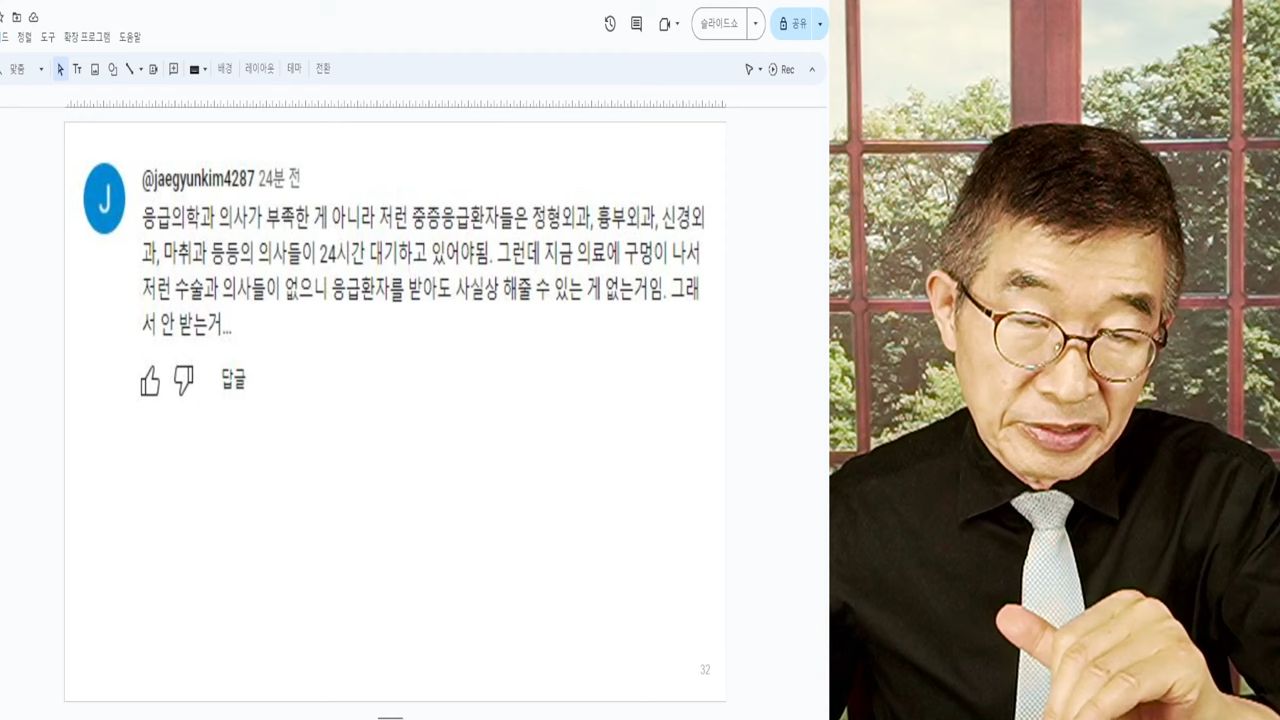 정렬 도구 확장 프로그램 도움말
슬라이드쇼
공유
맞춤
배경 레이아웃 테마 전환
Rec
J
@jaegyunkim4287 24분 전
응급의학과 의사가 부족한 게 아니라 저런 중증응급환자들은 정형외과, 흉부외과, 신경외
과, 마취과 등등의 의사들이 24시간 대기하고 있어야됨. 그런데 지금 의료에 구멍이 나서
저런 수술과 의사들이 없으니 응급환자를 받아도 사실상 해줄 수 있는 게 없는거임. 그래
서 안 받는거...
답글
32